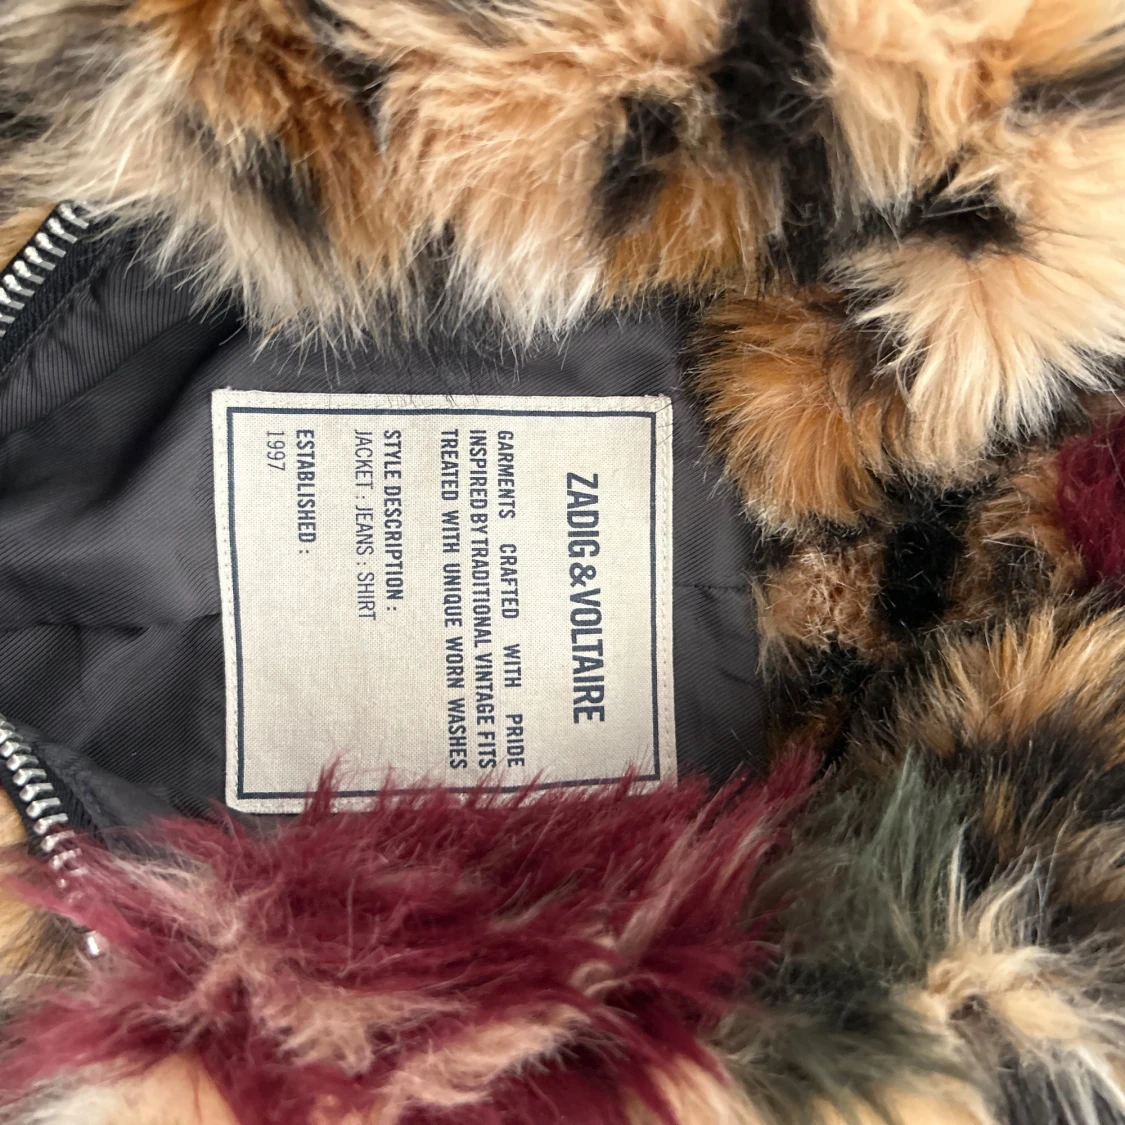 ZADIG & VOLTAIRE
GARMENTS CRAFTED WITH PRIDE
INSPIRED BY TRADITIONAL VINTAGE FITS
TREATED WITH UNIQUE WORN WASHES
STYLE DESCRIPTION :
JACKET : JEANS : SHIRT
ESTABLISHED :
1997